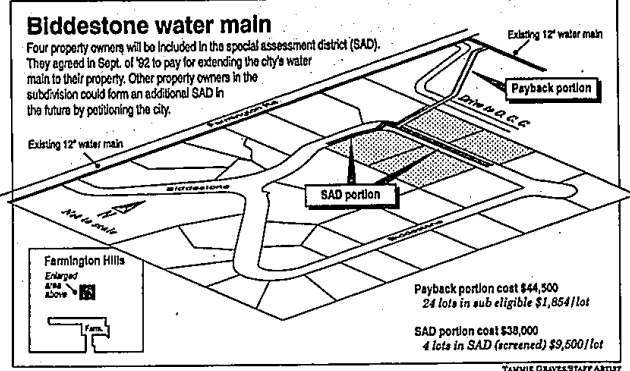 Biddestone water main
Four property owners will be included in the special assessment district (SAD).
They agreed in Sept. of '92 to pay for extending the city's water
main to their property. Other property owners in the
subdivision could form an additional SAD in
the future by petitioning the city.
Existing 12" water main
Payback portion
Drive to O.C.C.
Farmington Rd.
Existing 12" water main
SAD portion
Biddestone
Biddestone
N
Not to scale
Farmington Hills
Enlarged
area
above
Farm.
Payback portion cost $44,500
24 lots in sub eligible $1,854/lot
SAD portion cost $38,000
4 lots in SAD (screened) $9,500/lot
TAMMIE GRAVES/STAFF ARTIST